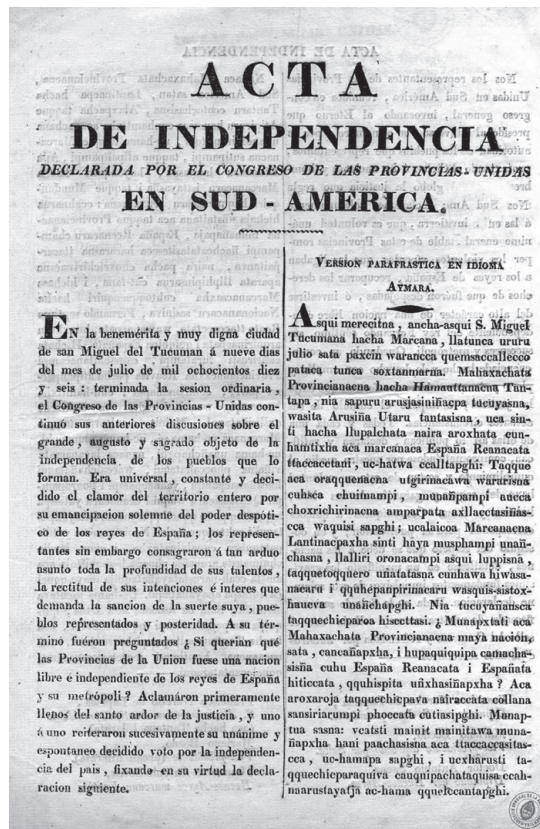 ACTA
DE INDEPENDENCIA
DECLARADA POR EL CONGRESO DE LAS PROVINCIAS-UNIDAS
EN SUD-AMERICA.
EN la benemérita y muy digna ciudad
de san Miguel del Tucuman á nueve dias
del mes de julio de mil ochocientos diez
y seis: terminada la sesion ordinaria,
el Congreso de las Provincias-Unidas con-
tinuó sus anteriores discusiones sobre el
grande, augusto y sagrado objeto de la
independencia de los pueblos que lo
forman. Era universal, constante y deci-
dido el clamor del territorio entero por
su emancipacion solemne del poder despóti-
co de los reyes de España; los represen-
tantes sin embargo consagraron á tan arduo
asunto toda la profundidad de sus talentos,
la rectitud de sus intenciones é interes que
demanda la sancion de la suerte suya, pue-
blos representados y posteridad. A su tér-
mino fueron preguntados ¿ Si querian que
las Provincias de la Union fuese una nacion
libre é independiente de los reyes de España
y su metrópoli ? Aclamáron primeramente
llenos del santo ardor de la justicia, y uno
á uno reiteraron sucesivamente su unánime y
espontaneo decidido voto por la independen-
cia del pais, fixando en su virtud la decla-
racion siguiente.
VERSION PARAFRASTICA EN IDIOMA
AYMARA.
Asqui merecitna, ancha-asqui S. Miguel
Tucumana hacha Marcana, llatunca ururu
julio sata paxcin warancca quemsacallecco
pataca tunca soxtanmarna. Mahaxachata
Provincianacna hacha Hamauttanacna Tan-
tapa, nia sapuru arusjasiniñacpa tucuyasna,
wasita Arusiña Utaru tantasisna, uca sin-
ti hacha llupalchata naira aroxhata cun-
hamtixha aca marcanaca España Reanacata
ttaccacetani, uc-hatwa ccalltapghi: Taqque
aca oraqquenacna utgirinacawa wararisna
cuhsca chuimampi, munañpampi aucca
choxrichirinacna amparpata axllacctasiñas-
cca waquisi sapghi; ucalaicoa Marcanacna
Lantinacpaxha sinti haya musphampi unañ-
chasna, llalliri oronacampi asqui luppisna,
taqquetoqquero uñatatasna cunhawa hiwasa-
nacaru i qquhepanpirinacaru wasquis-sistox-
haucva unañchapghi. Nia tucuyañansca
taqquechicparoa hisccttasi. ¿ Munapxtati aca
Mahaxachata Provincianacna maya nación,
sata, cancañapxha, i hupaquiquipa camacha-
sisña cuhu España Reanacata i Españata
hiticcata, qquhispita uñxhasiñapxha ? Aca
aroxaroja taqquechicpava nairaccata collana
sansiriarumpi phoccata cutiasipghi. Munap-
tua sasna: vcatsti mainit mainitawa muna-
ñapxha hani paachasisna aca ttaccaccasitas-
cca, uc-hamapa sapghi, i ucxharusti ta-
qquechicparaquiva cauquipachataquisa ccah-
marustayatja ac-hama qquelccantapghi.